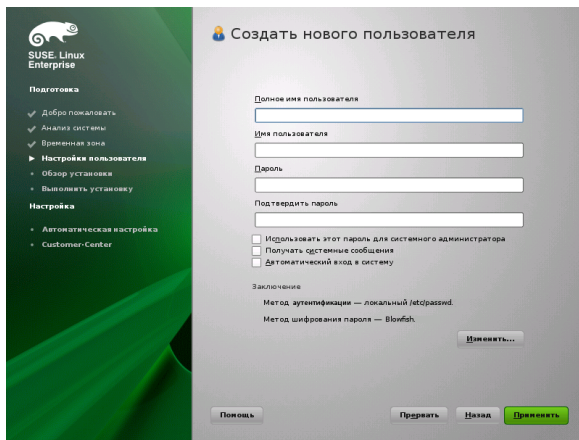 SUSE. Linux
Enterprise
Подготовка
Добро пожаловать
Анализ системы
Временная зона
Настройки пользователя
Обзор установки
Выполнить установку
Настройка
Автоматическая настройка
Customer-Center
Создать нового пользователя
Полное имя пользователя
Имя пользователя
Пароль
Подтвердить пароль
Использовать этот пароль для системного администратора
Получать системные сообщения
Автоматический вход в систему
Заключение
Метод аутентификации — локальный /etc/passwd.
Метод шифрования пароля — Blowfish.
Изменить...
Помощь
Прервать
Назад
Применить